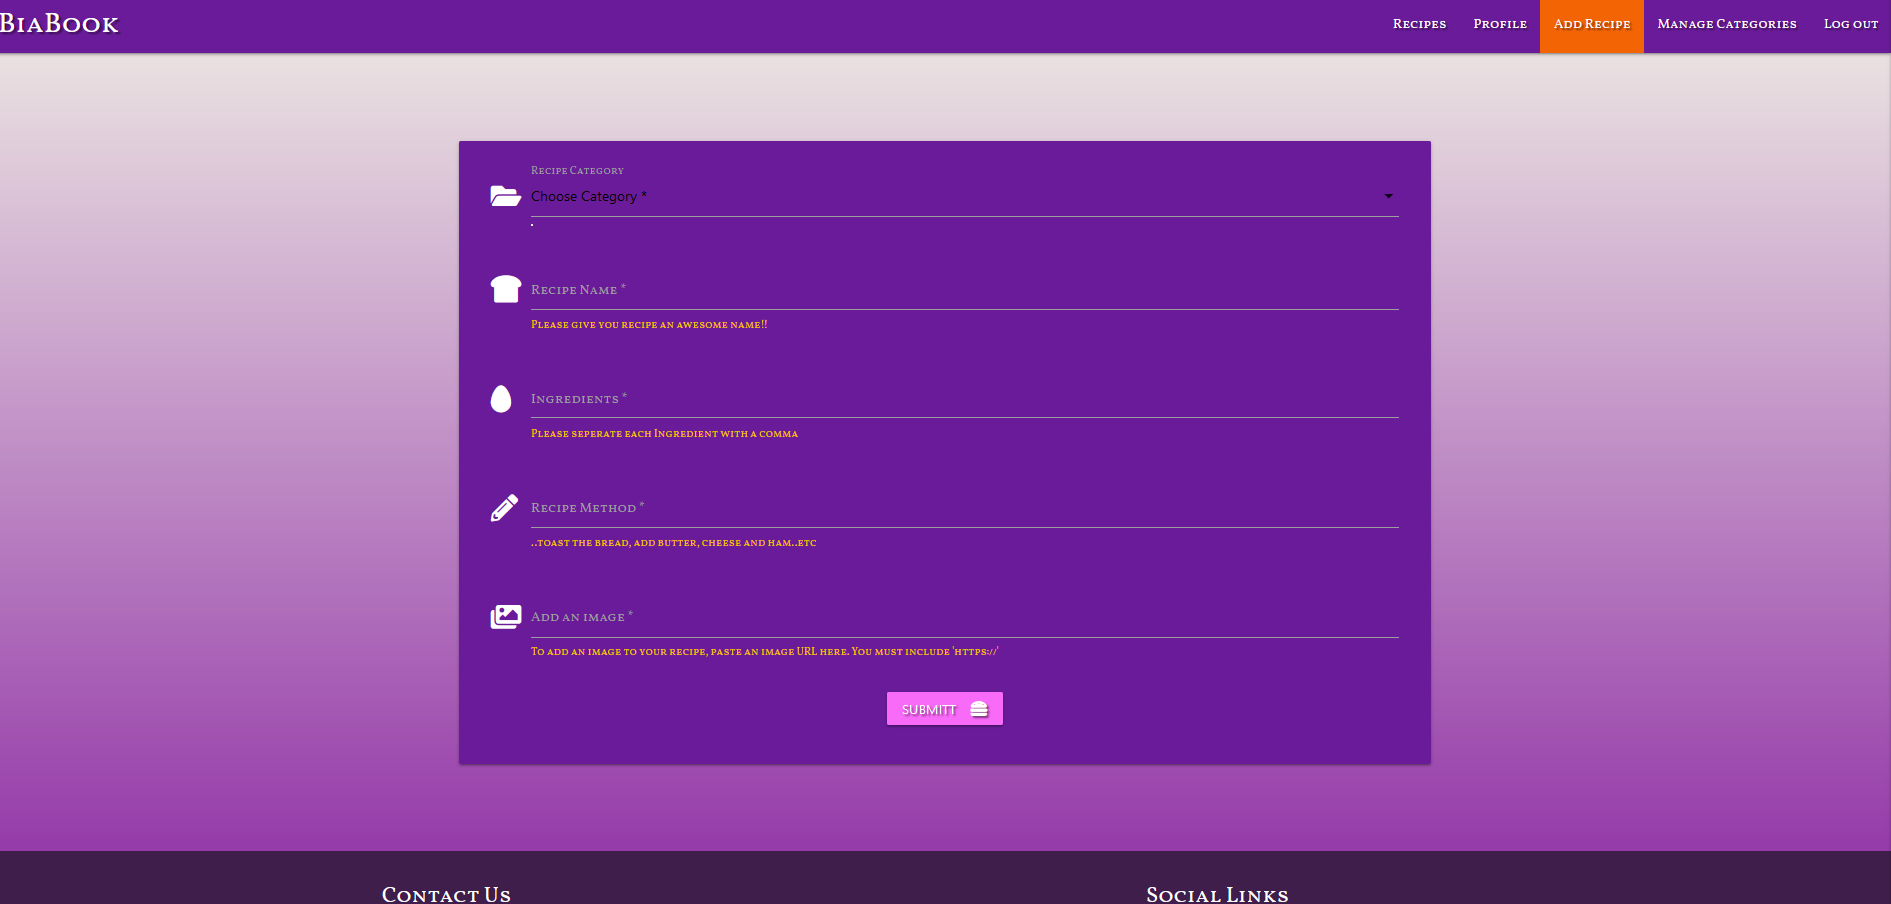 BiaBook
Recipes Profile Add Recipe Manage Categories Log out
Recipe Category
Choose Category *
.
Recipe Name *
Please give you recipe an awesome name!!
Ingredients *
Please seperate each Ingredient with a comma
Recipe Method *
..toast the bread, add butter, cheese and ham..etc
Add an image *
To add an image to your recipe, paste an image URL here. You must include 'https://'
SUBMITT
Contact Us
Social Links